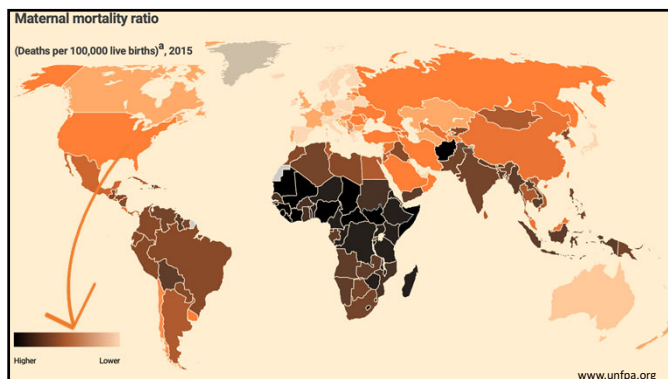 Maternal mortality ratio
(Deaths per 100,000 live births)ª, 2015
Higher Lower
www.unfpa.org